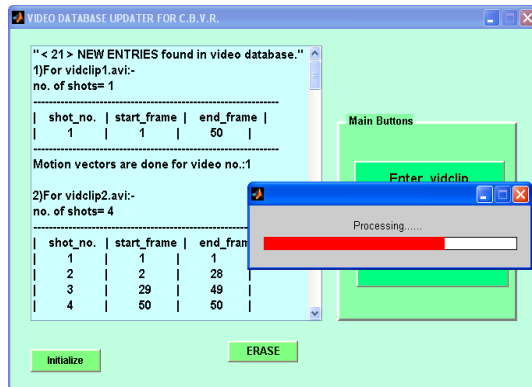 VIDEO DATABASE UPDATER FOR C.B.V.R.
" < 21 > NEW ENTRIES found in video database."
1)For vidclip1.avi:-
no. of shots= 1
--------------------------------------------------------------
| shot_no. | start_frame | end_frame |
| 1 | 1 | 50 |
--------------------------------------------------------------
Motion vectors are done for video no.:1
2)For vidclip2.avi:-
no. of shots= 4
--------------------------------------------------------------
| shot_no. | start_frame | end_fram
| 1 | 1 | 1
| 2 | 2 | 28 |
| 3 | 29 | 49 |
| 4 | 50 | 50 |
Main Buttons
Enter vidclip
Processing......
Initialize
ERASE